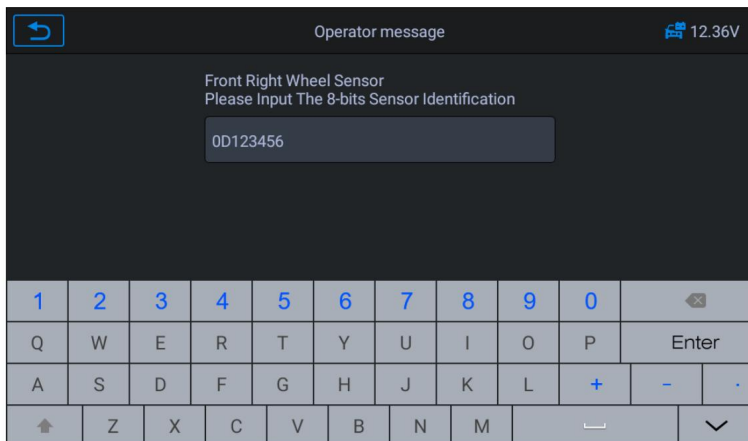 Operator message
12.36V
Front Right Wheel Sensor
Please Input The 8-bits Sensor Identification
0D123456
1 2 3 4 5 6 7 8 9 0
Q W E R T Y U I O P Enter
A S D F G H J K L + - .
Z X C V B N M